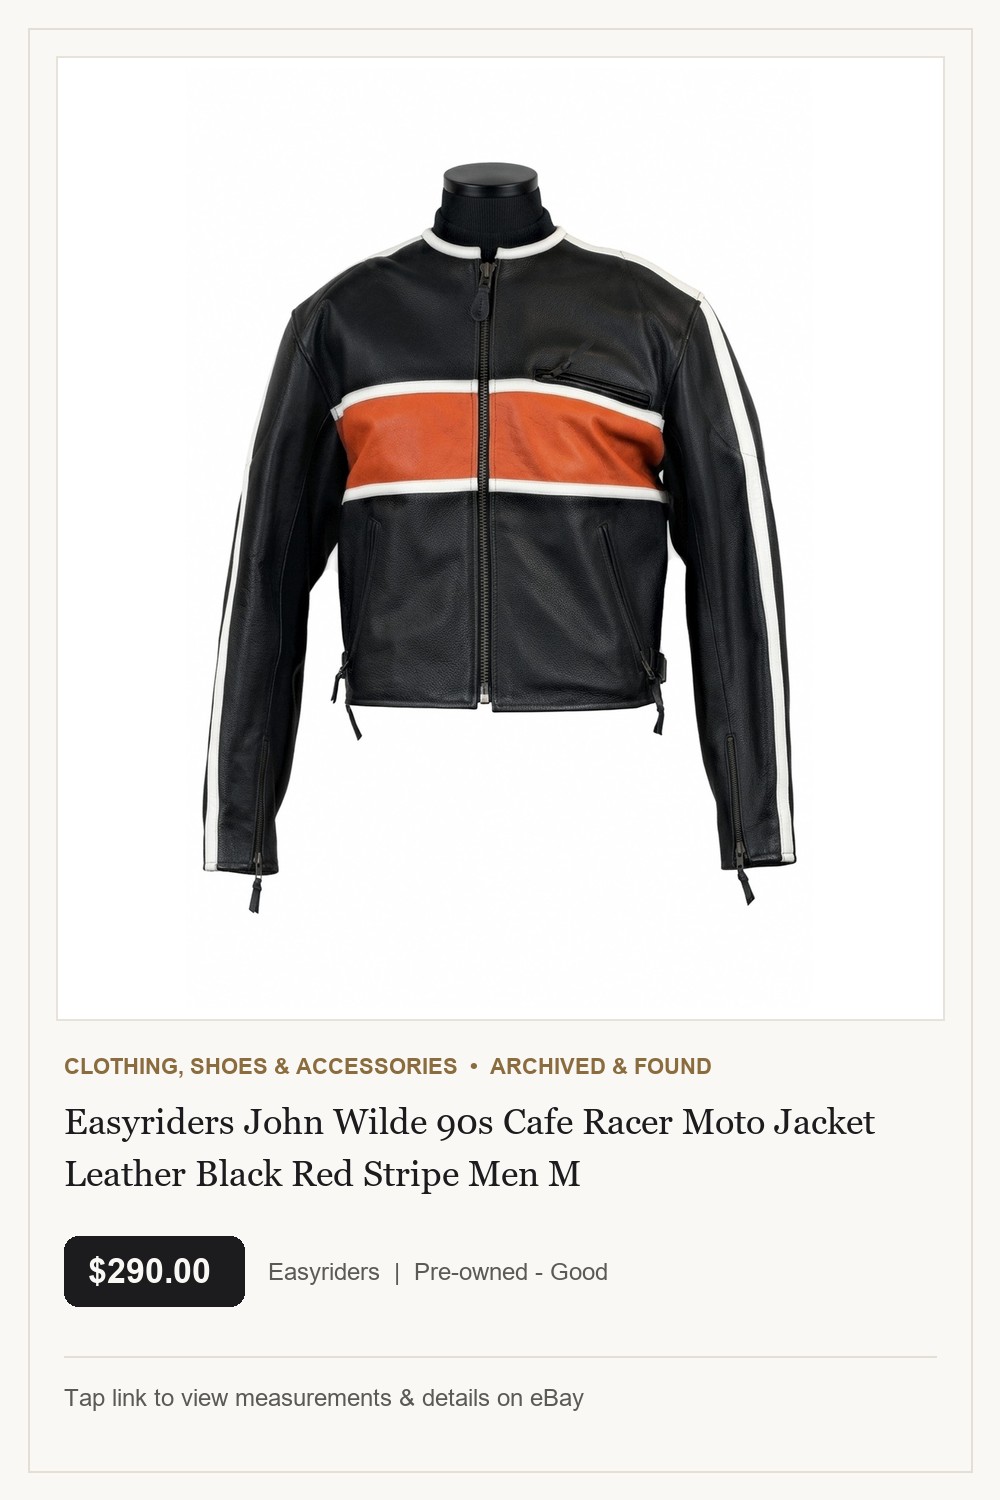 CLOTHING, SHOES & ACCESSORIES • ARCHIVED & FOUND
Easyriders John Wilde 90s Cafe Racer Moto Jacket
Leather Black Red Stripe Men M
$290.00
Easyriders | Pre-owned - Good
Tap link to view measurements & details on eBay